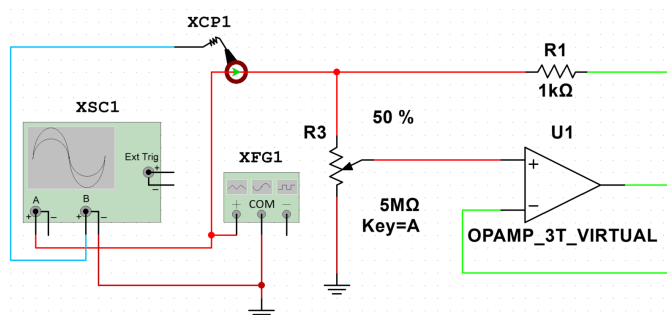 XCP1
XSC1
Ext Trig
+
−
A
B
+ − + −
XFG1
+ COM −
R1
1kΩ
R3
50 %
5MΩ
Key=A
U1
+
−
OPAMP_3T_VIRTUAL